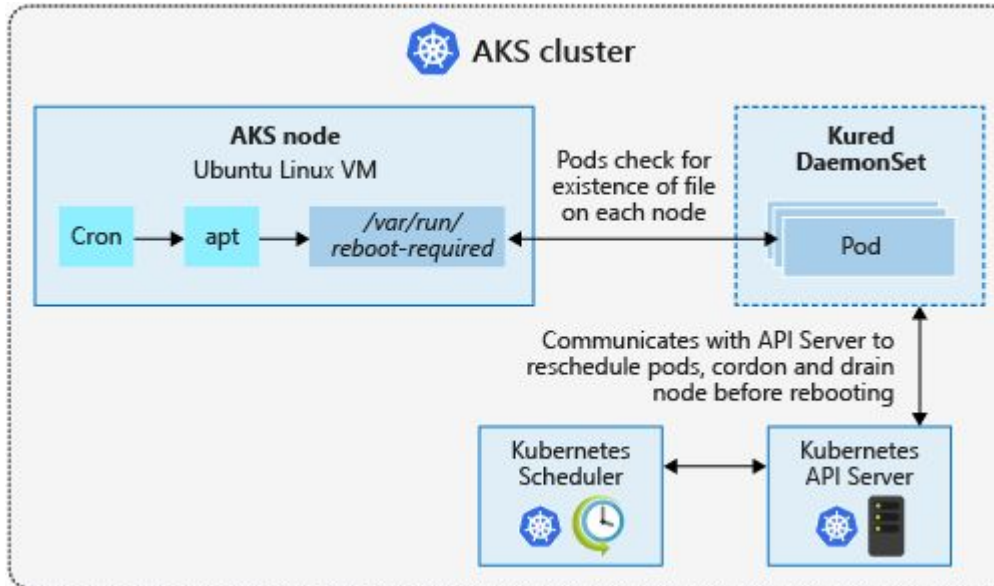 AKS cluster
AKS node
Ubuntu Linux VM
Cron
apt
/var/run/
reboot-required
Pods check for
existence of file
on each node
Kured
DaemonSet
Pod
Communicates with API Server to
reschedule pods, cordon and drain
node before rebooting
Kubernetes
Scheduler
Kubernetes
API Server